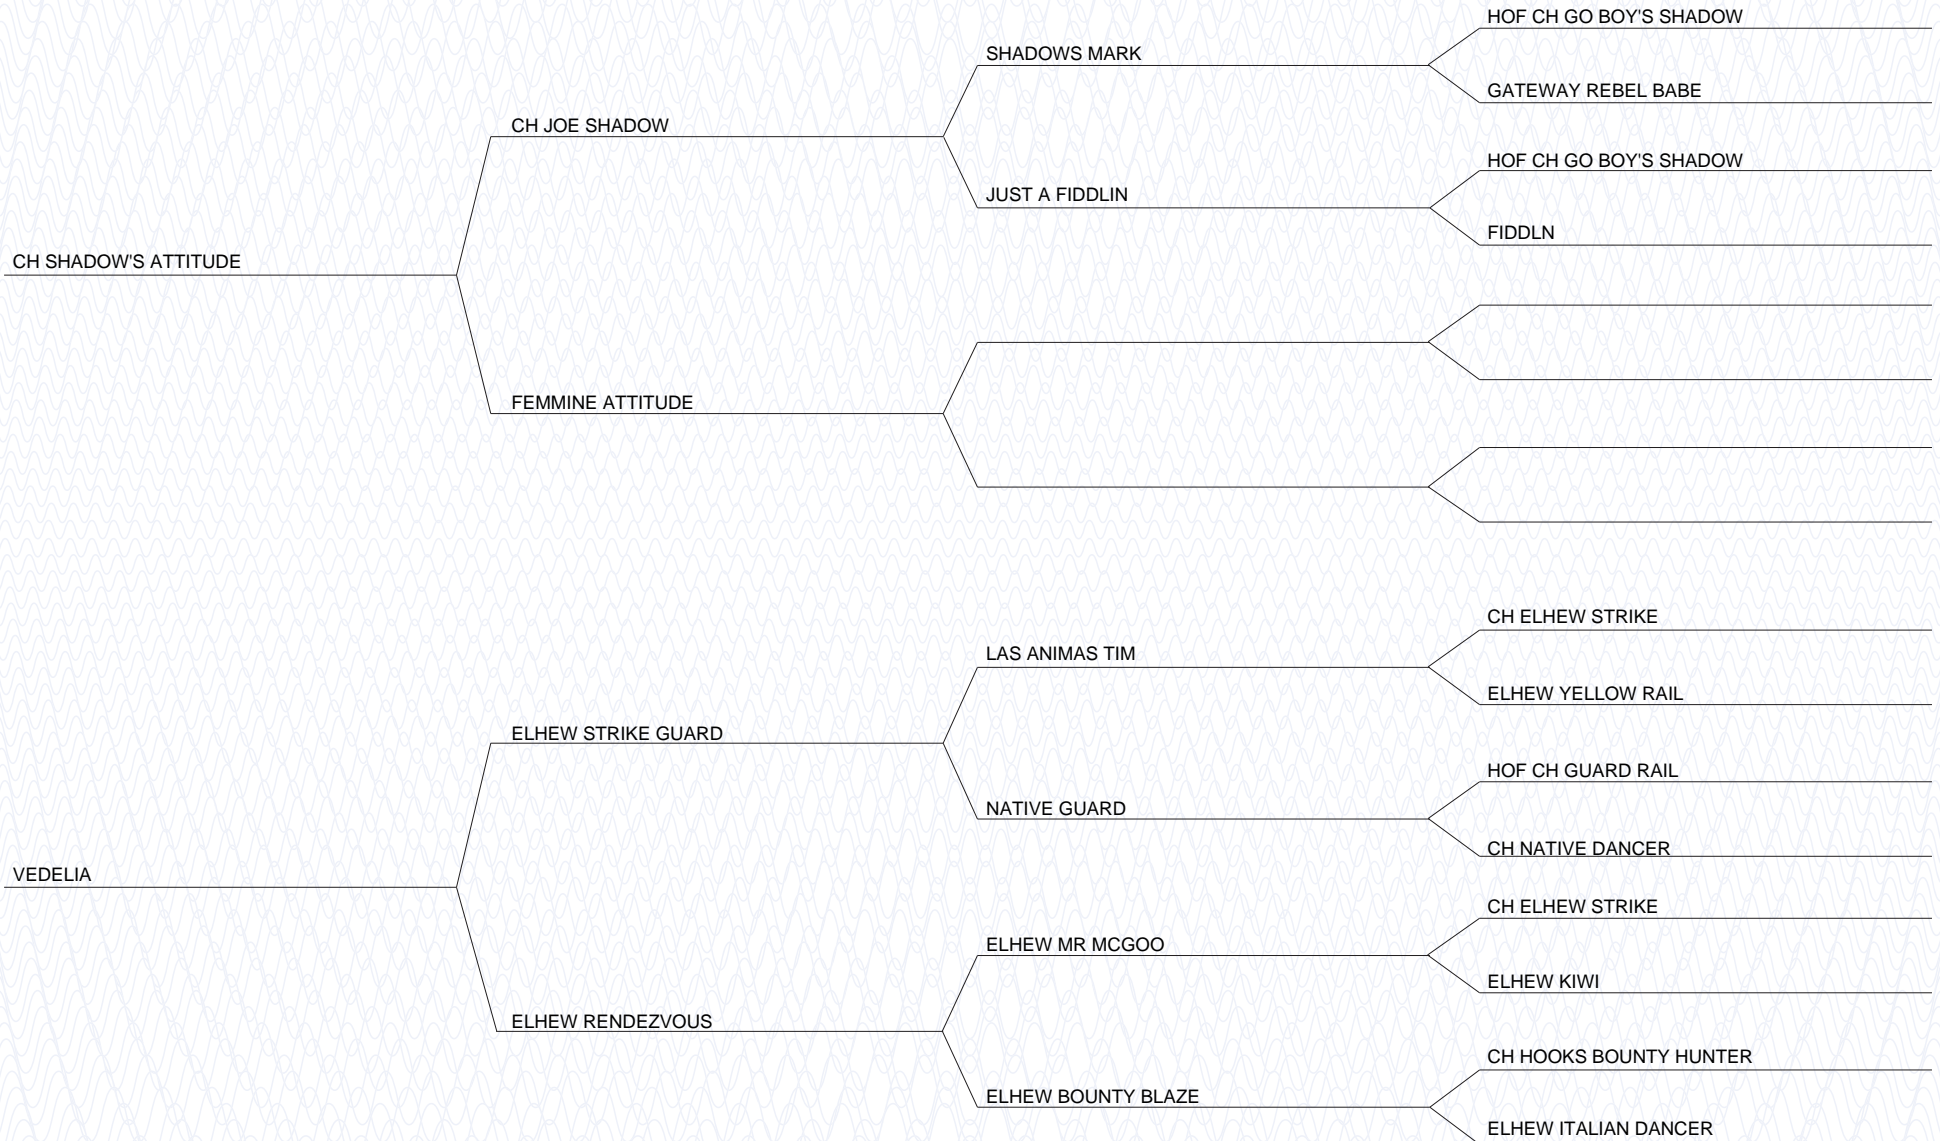 HOF CH GO BOY'S SHADOW
SHADOWS MARK
GATEWAY REBEL BABE
CH JOE SHADOW
HOF CH GO BOY'S SHADOW
JUST A FIDDLIN
FIDDLN
CH SHADOW'S ATTITUDE
FEMMINE ATTITUDE
CH ELHEW STRIKE
LAS ANIMAS TIM
ELHEW YELLOW RAIL
ELHEW STRIKE GUARD
HOF CH GUARD RAIL
NATIVE GUARD
CH NATIVE DANCER
VEDELIA
CH ELHEW STRIKE
ELHEW MR MCGOO
ELHEW KIWI
ELHEW RENDEZVOUS
CH HOOKS BOUNTY HUNTER
ELHEW BOUNTY BLAZE
ELHEW ITALIAN DANCER